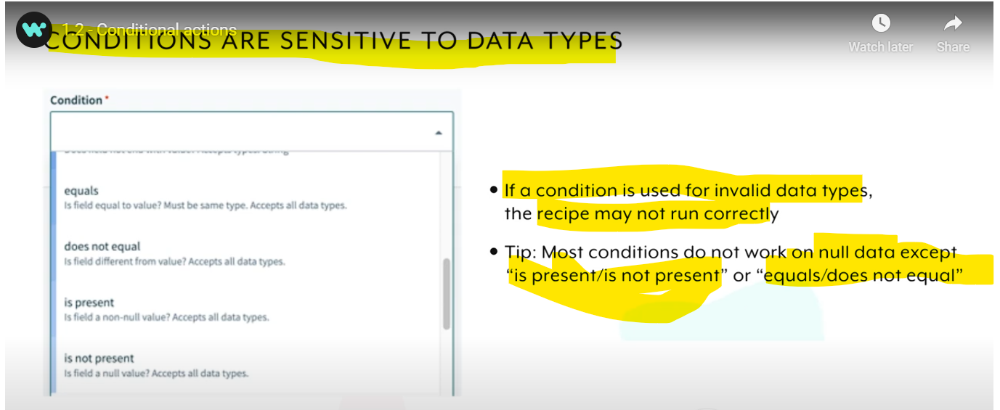 1.2 - Conditional actions
CONDITIONS ARE SENSITIVE TO DATA TYPES
Watch later
Share
Condition *
equals
Is field equal to value? Must be same type. Accepts all data types.
does not equal
Is field different from value? Accepts all data types.
is present
Is field a non-null value? Accepts all data types.
is not present
Is field a null value? Accepts all data types.
• If a condition is used for invalid data types,
the recipe may not run correctly
• Tip: Most conditions do not work on null data except
“is present/is not present” or “equals/does not equal”